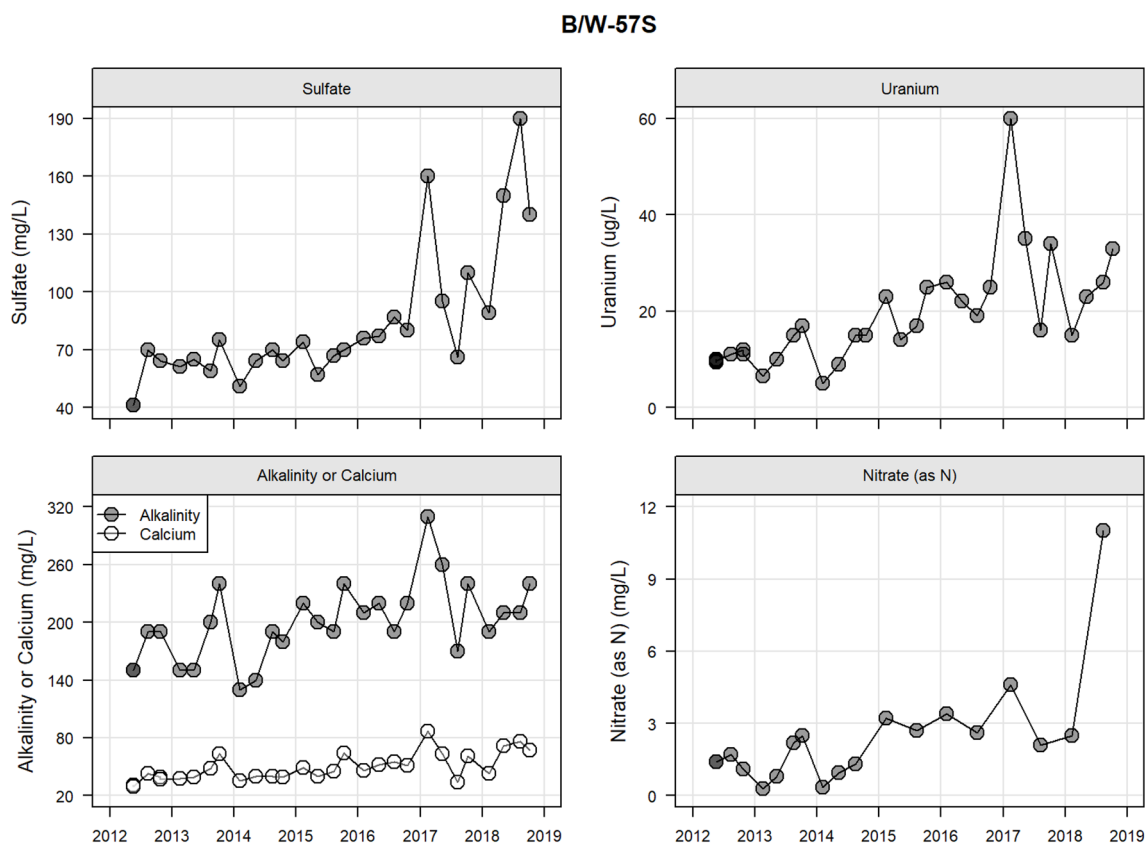 B/W-57S
Sulfate
Sulfate (mg/L)
190
160
130
100
70
40
Uranium
Uranium (ug/L)
60
40
20
0
Alkalinity or Calcium
Alkalinity or Calcium (mg/L)
320
260
200
140
80
20
Alkalinity
Calcium
2012 2013 2014 2015 2016 2017 2018 2019
Nitrate (as N)
Nitrate (as N) (mg/L)
12
9
6
3
0
2012 2013 2014 2015 2016 2017 2018 2019